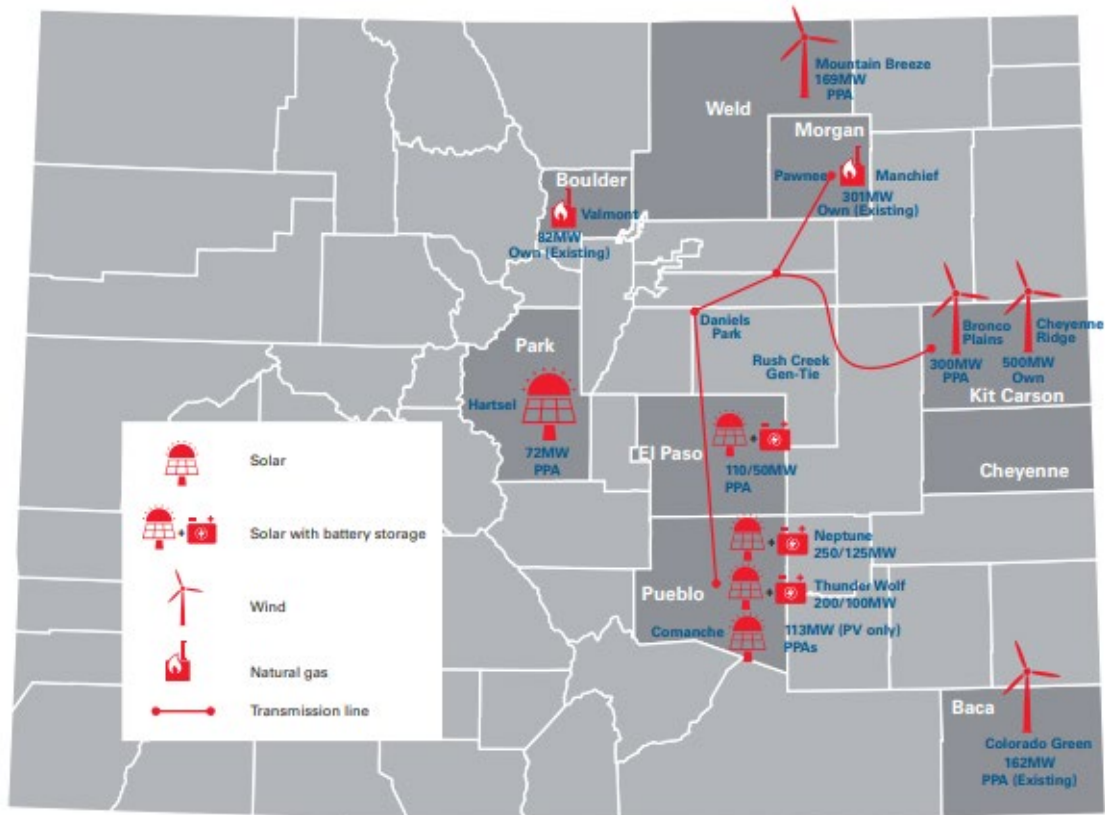 Mountain Breeze
169MW
PPA
Weld
Morgan
Pawnee
Manchief
301MW
Own (Existing)
Boulder
Valmont
82MW
Own (Existing)
Daniels
Park
Rush Creek
Gen-Tie
Bronco
Plains
300MW
PPA
Cheyenne
Ridge
500MW
Own
Kit Carson
Park
Hartsel
72MW
PPA
El Paso
110/50MW
PPA
Cheyenne
Neptune
250/125MW
Pueblo
Thunder Wolf
200/100MW
Comanche
113MW (PV only)
PPAs
Baca
Colorado Green
162MW
PPA (Existing)
Solar
Solar with battery storage
Wind
Natural gas
Transmission line